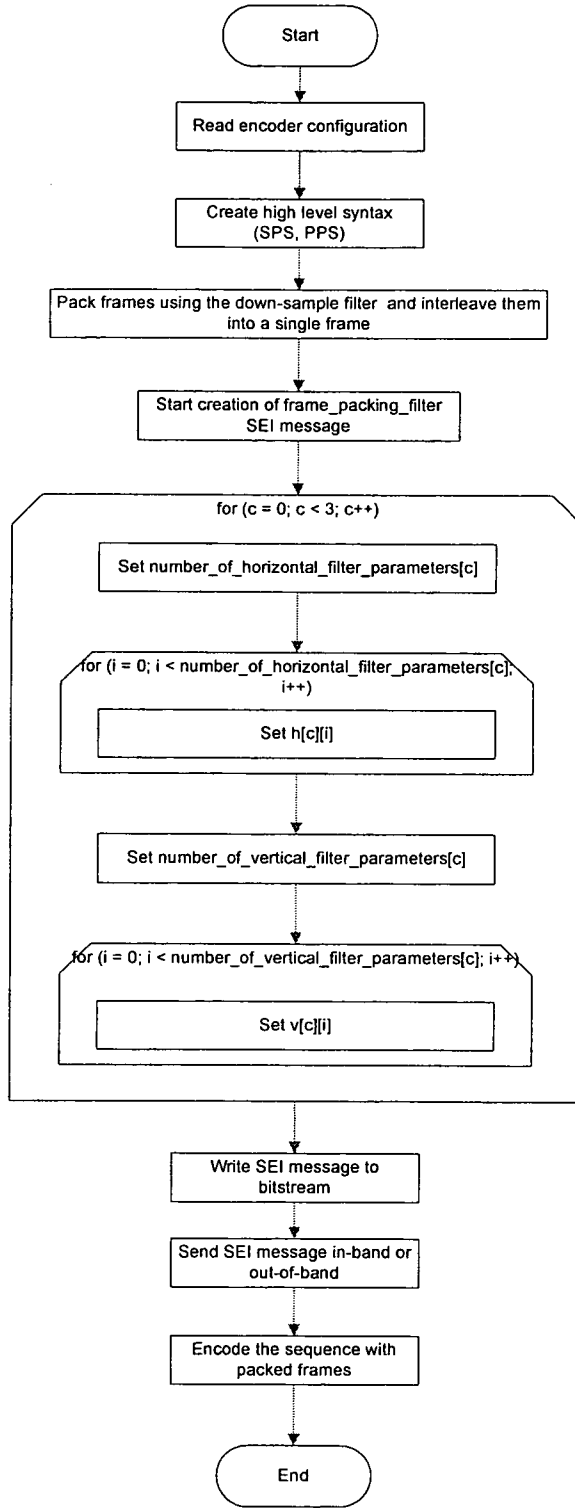 Start
Read encoder configuration
Create high level syntax
(SPS, PPS)
Pack frames using the down-sample filter and interleave them
into a single frame
Start creation of frame_packing_filter
SEI message
for (c = 0; c < 3; c++)
Set number_of_horizontal_filter_parameters[c]
for (i = 0; i < number_of_horizontal_filter_parameters[c];
i++)
Set h[c][i]
Set number_of_vertical_filter_parameters[c]
for (i = 0; i < number_of_vertical_filter_parameters[c]; i++)
Set v[c][i]
Write SEI message to
bitstream
Send SEI message in-band or
out-of-band
Encode the sequence with
packed frames
End